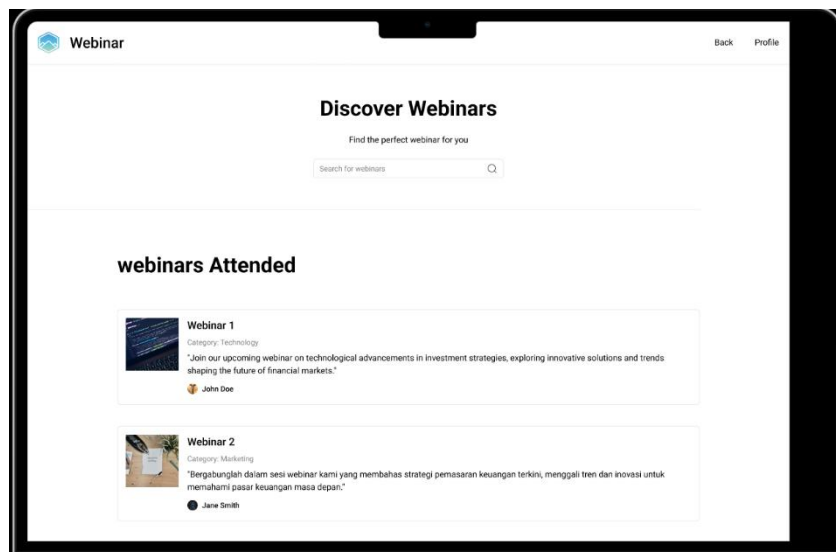 Webinar
Back
Profile
Discover Webinars
Find the perfect webinar for you
Search for webinars
webinars Attended
Webinar 1
Category: Technology
"Join our upcoming webinar on technological advancements in investment strategies, exploring innovative solutions and trends
shaping the future of financial markets."
John Doe
Webinar 2
Category: Marketing
"Bergabunglah dalam sesi webinar kami yang membahas strategi pemasaran keuangan terkini, menggali tren dan inovasi untuk
memahami pasar keuangan masa depan."
Jane Smith